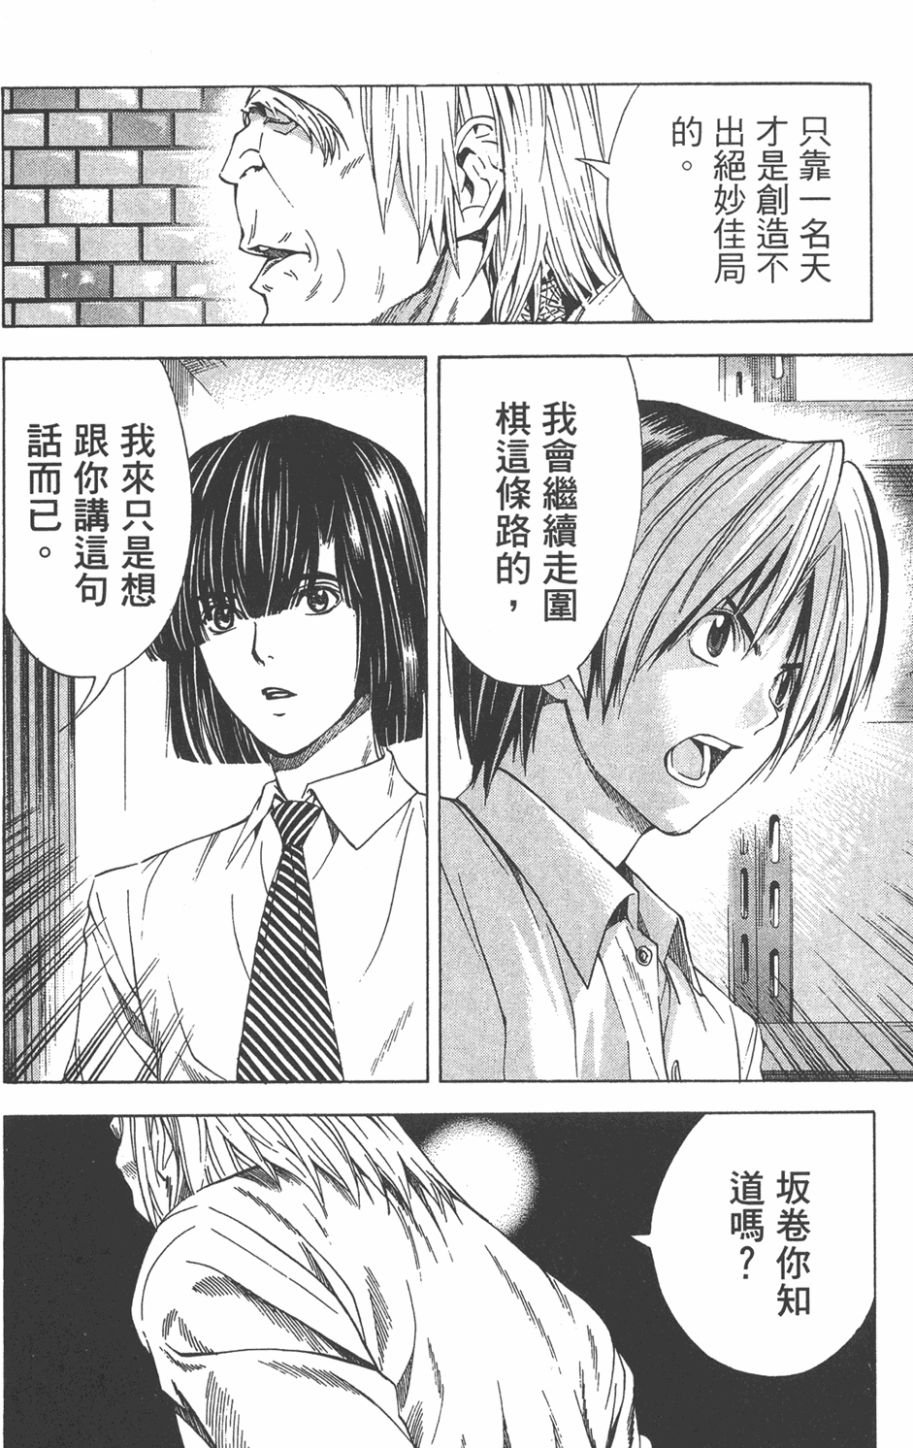 只靠一名天
才是創造不
出絕妙佳局
的。
我會繼續走圍
棋這條路的，
我來只是想
跟你講這句
話而已。
坂卷你知
道嗎？